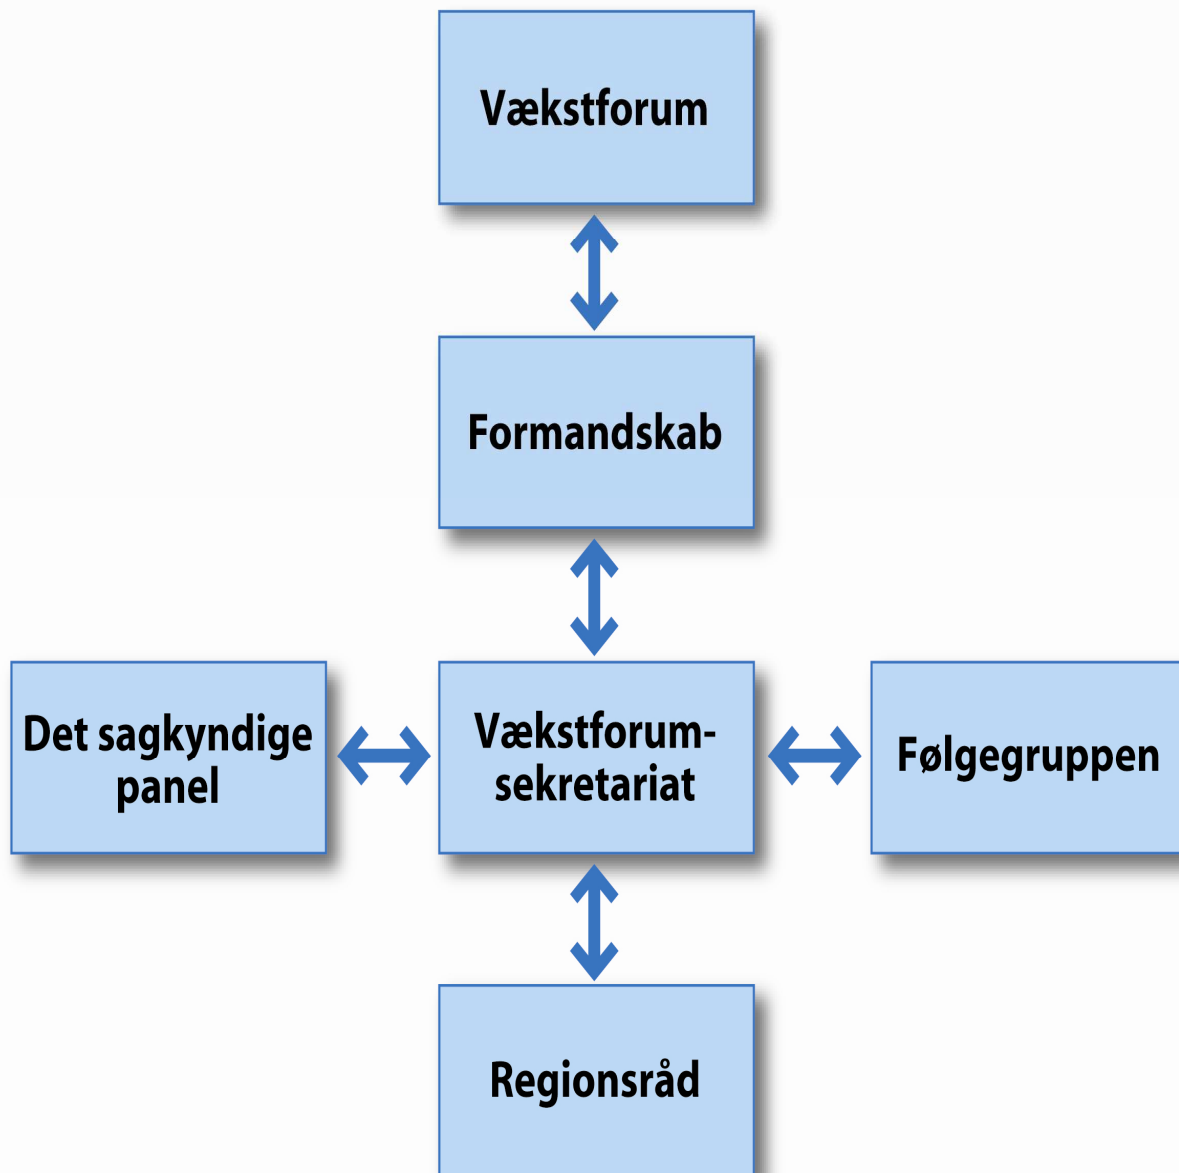 Vækstforum
Formandskab
Det sagkyndige
panel
Vækstforum-
sekretariat
Følgegruppen
Regionsråd